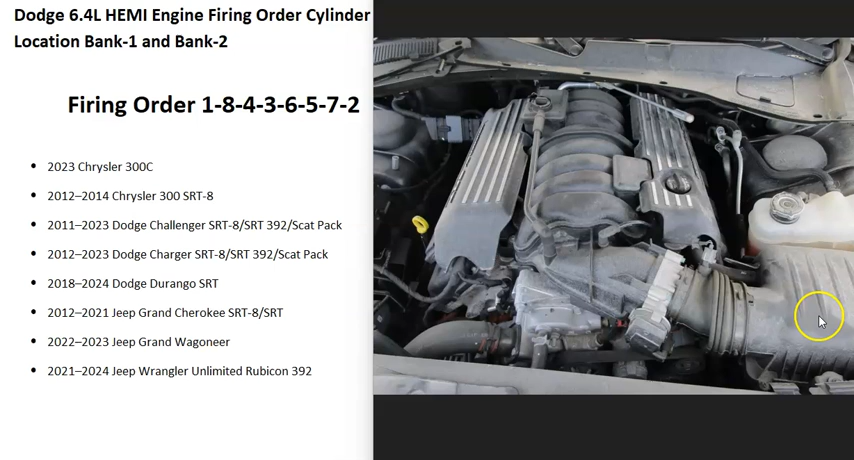 Dodge 6.4L HEMI Engine Firing Order Cylinder
Location Bank-1 and Bank-2
Firing Order 1-8-4-3-6-5-7-2
• 2023 Chrysler 300C
• 2012–2014 Chrysler 300 SRT-8
• 2011–2023 Dodge Challenger SRT-8/SRT 392/Scat Pack
• 2012–2023 Dodge Charger SRT-8/SRT 392/Scat Pack
• 2018–2024 Dodge Durango SRT
• 2012–2021 Jeep Grand Cherokee SRT-8/SRT
• 2022–2023 Jeep Grand Wagoneer
• 2021–2024 Jeep Wrangler Unlimited Rubicon 392